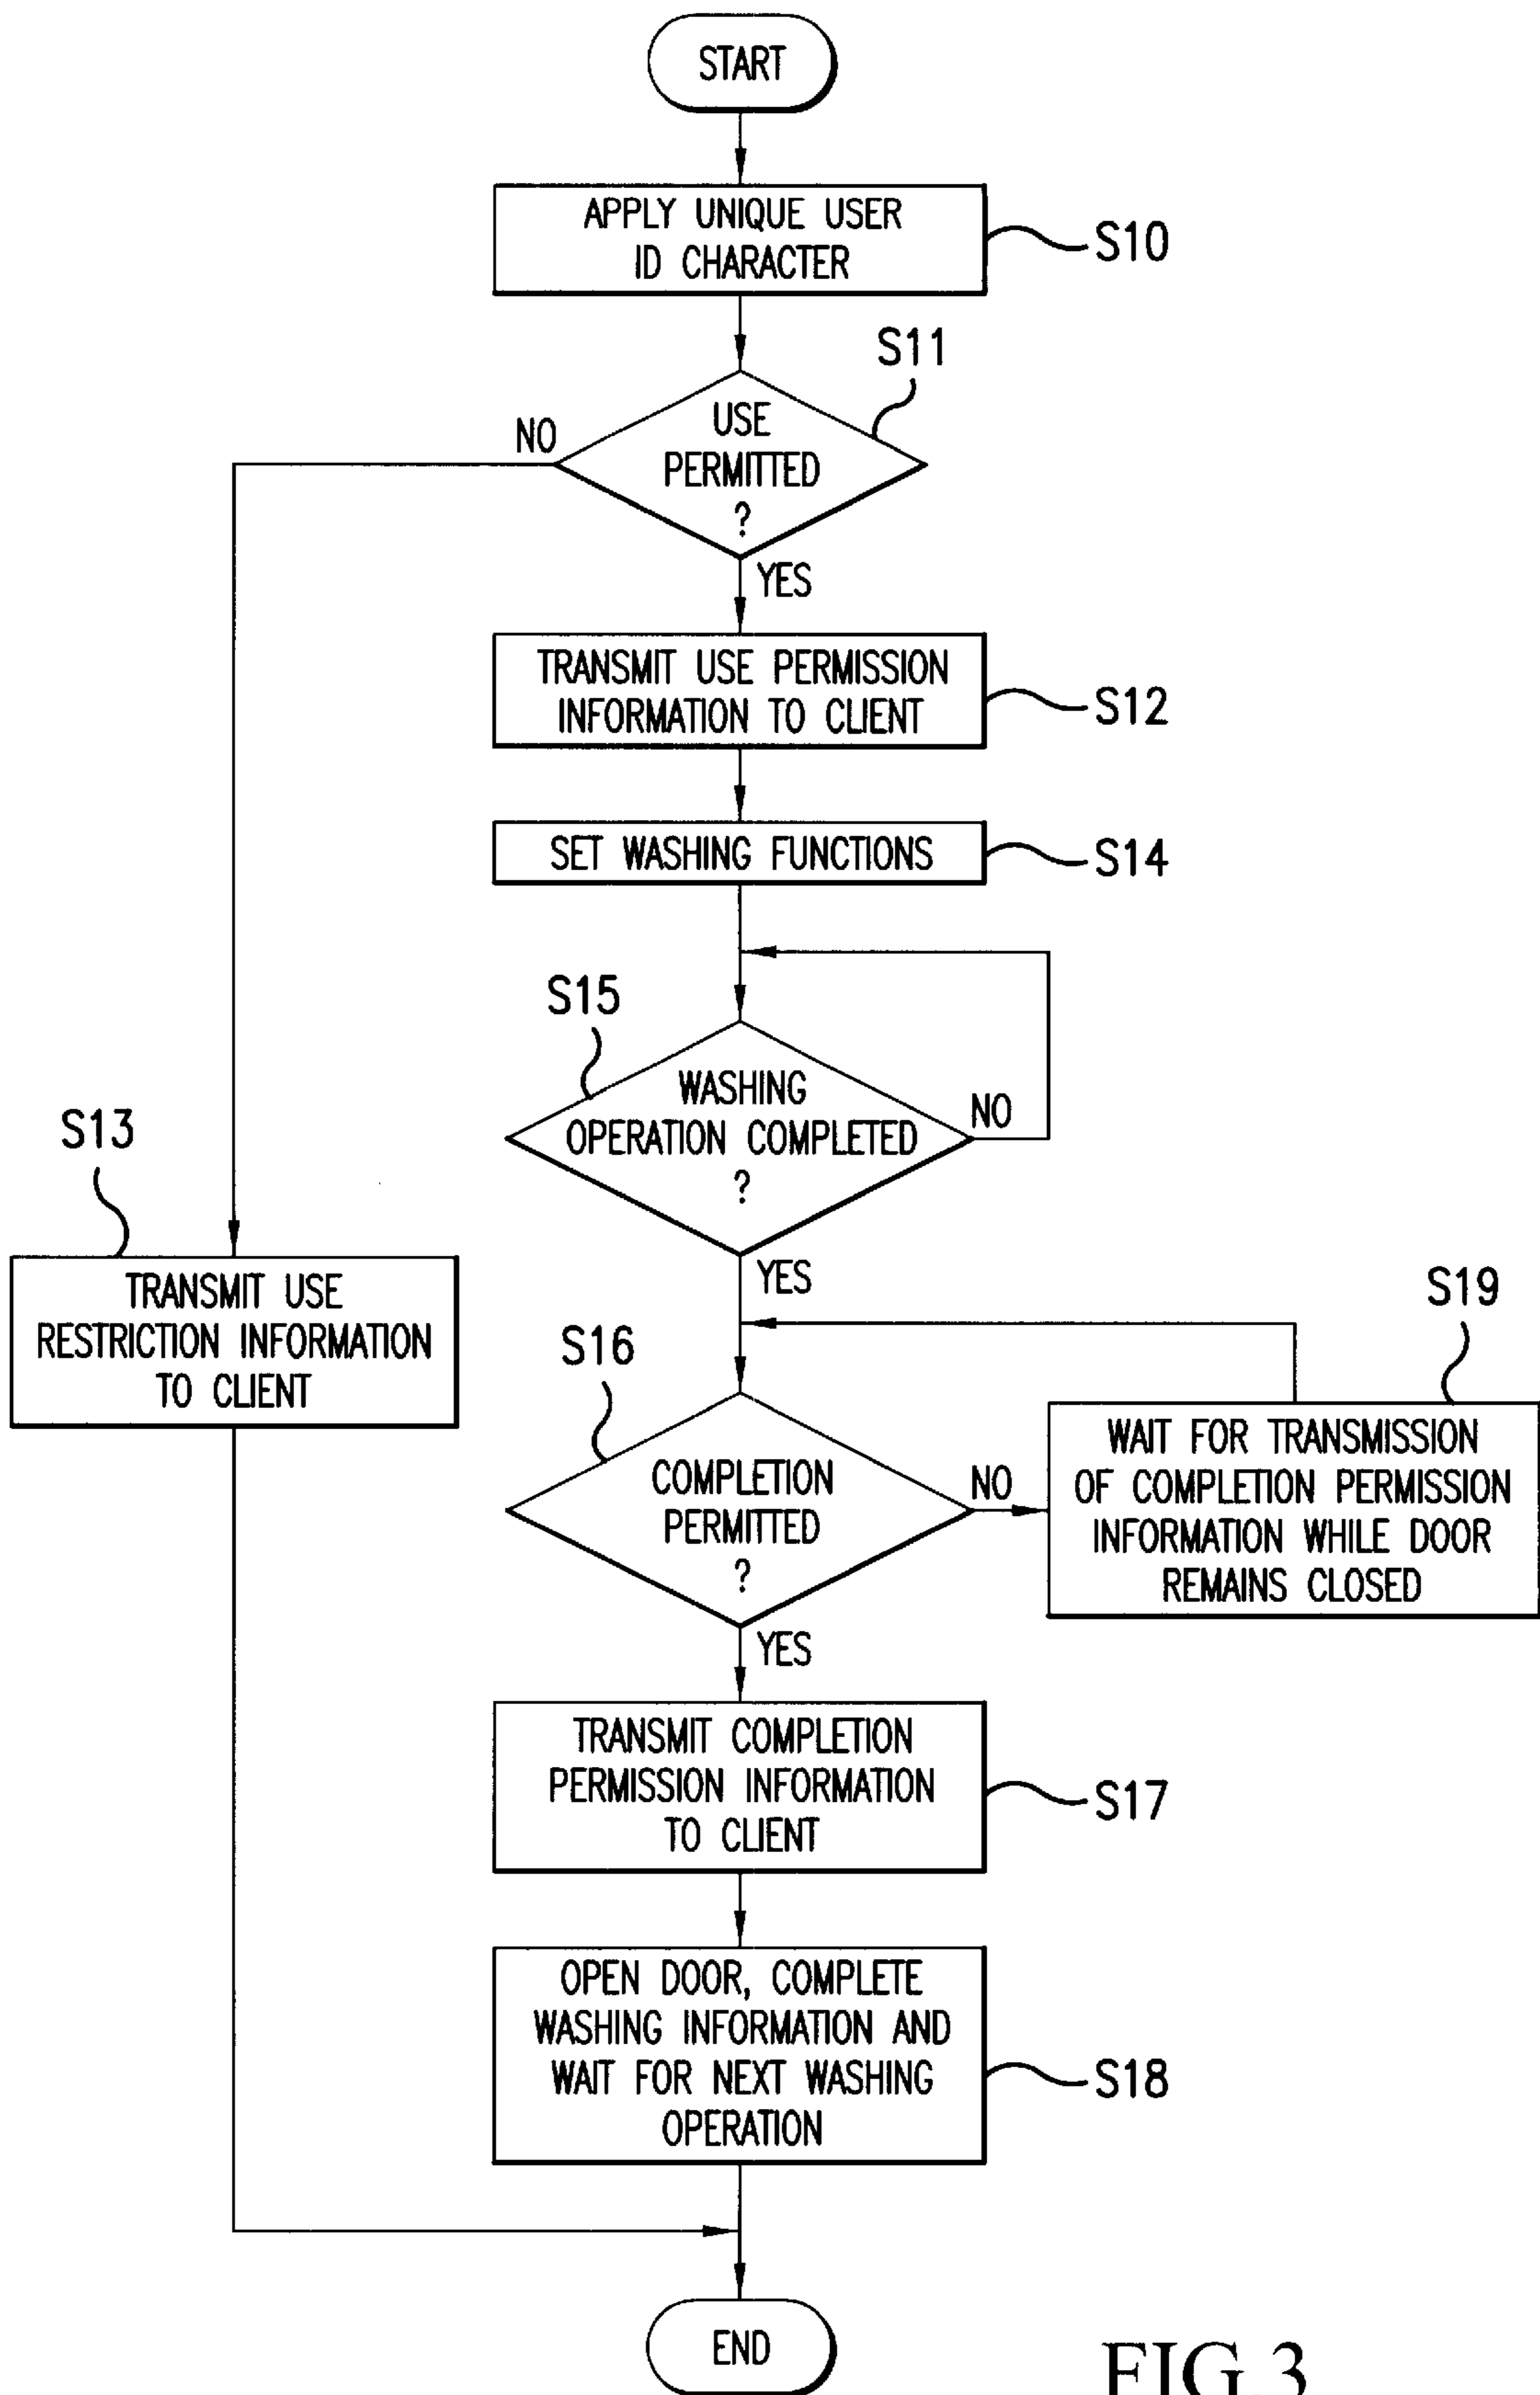 START
APPLY UNIQUE USER
ID CHARACTER
S10
S11
USE
PERMITTED
?
NO
YES
TRANSMIT USE PERMISSION
INFORMATION TO CLIENT
S12
SET WASHING FUNCTIONS
S14
S15
WASHING
OPERATION COMPLETED
?
NO
YES
S13
TRANSMIT USE
RESTRICTION INFORMATION
TO CLIENT
S16
COMPLETION
PERMITTED
?
NO
YES
S19
WAIT FOR TRANSMISSION
OF COMPLETION PERMISSION
INFORMATION WHILE DOOR
REMAINS CLOSED
TRANSMIT COMPLETION
PERMISSION INFORMATION
TO CLIENT
S17
OPEN DOOR, COMPLETE
WASHING INFORMATION AND
WAIT FOR NEXT WASHING
OPERATION
S18
END
FIG.3